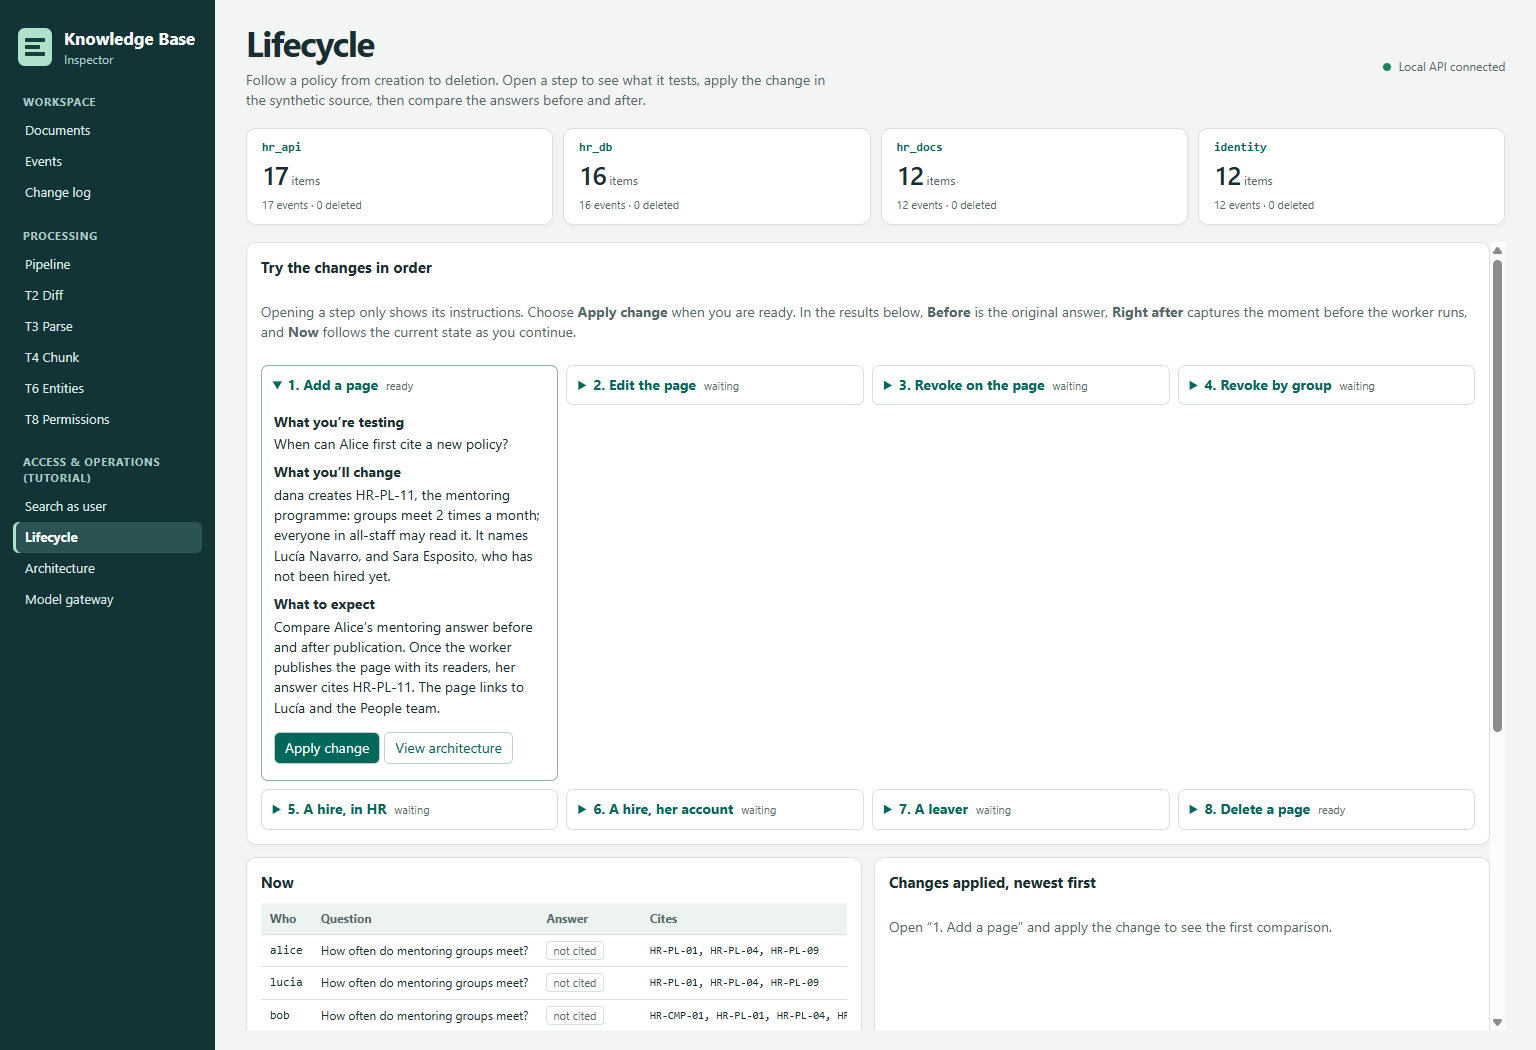 Knowledge Base
Inspector
WORKSPACE
Documents
Events
Change log
PROCESSING
Pipeline
T2 Diff
T3 Parse
T4 Chunk
T6 Entities
T8 Permissions
ACCESS & OPERATIONS
(TUTORIAL)
Search as user
Lifecycle
Architecture
Model gateway
Lifecycle
Follow a policy from creation to deletion. Open a step to see what it tests, apply the change in
the synthetic source, then compare the answers before and after.
Local API connected
hr_api
17 items
17 events · 0 deleted
hr_db
16 items
16 events · 0 deleted
hr_docs
12 items
12 events · 0 deleted
identity
12 items
12 events · 0 deleted
Try the changes in order
Opening a step only shows its instructions. Choose Apply change when you are ready. In the results below, Before is the original answer, Right after captures the moment before the worker runs,
and Now follows the current state as you continue.
1. Add a page ready
What you’re testing
When can Alice first cite a new policy?
What you’ll change
dana creates HR-PL-11, the mentoring
programme: groups meet 2 times a month;
everyone in all-staff may read it. It names
Lucía Navarro, and Sara Esposito, who has
not been hired yet.
What to expect
Compare Alice’s mentoring answer before
and after publication. Once the worker
publishes the page with its readers, her
answer cites HR-PL-11. The page links to
Lucía and the People team.
Apply change View architecture
2. Edit the page waiting
3. Revoke on the page waiting
4. Revoke by group waiting
5. A hire, in HR waiting
6. A hire, her account waiting
7. A leaver waiting
8. Delete a page ready
Now
Who Question Answer Cites
alice How often do mentoring groups meet? not cited HR-PL-01, HR-PL-04, HR-PL-09
lucia How often do mentoring groups meet? not cited HR-PL-01, HR-PL-04, HR-PL-09
bob How often do mentoring groups meet? not cited HR-CMP-01, HR-PL-01, HR-PL-04, HR
Changes applied, newest first
Open “1. Add a page” and apply the change to see the first comparison.